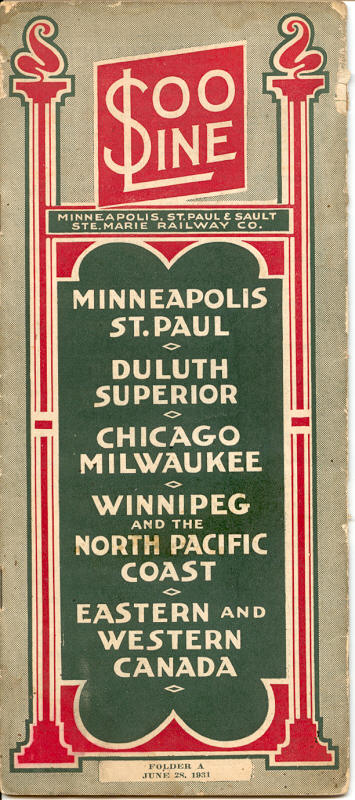 SOO
LINE
MINNEAPOLIS, ST. PAUL & SAULT
STE. MARIE RAILWAY CO.
MINNEAPOLIS
ST. PAUL
DULUTH
SUPERIOR
CHICAGO
MILWAUKEE
WINNIPEG
AND THE
NORTH PACIFIC
COAST
EASTERN AND
WESTERN
CANADA
FOLDER A
JUNE 28, 1931